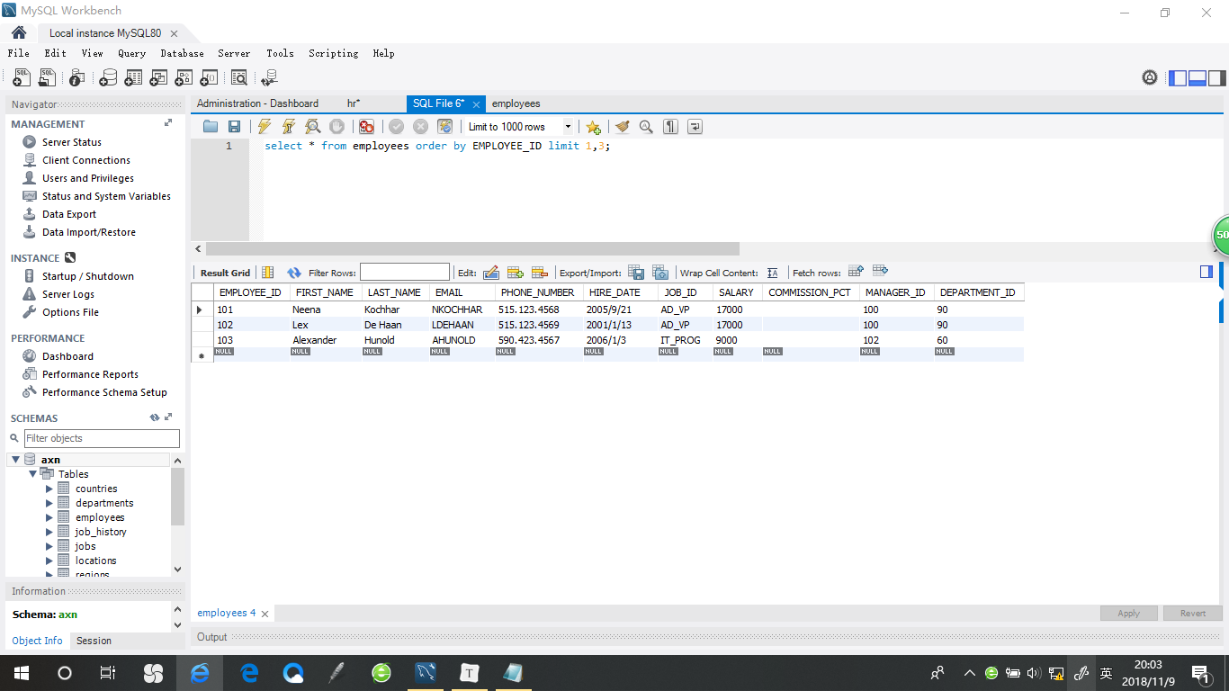 MySQL Workbench
Local instance MySQL80
File Edit View Query Database Server Tools Scripting Help
Navigator
MANAGEMENT
Server Status
Client Connections
Users and Privileges
Status and System Variables
Data Export
Data Import/Restore
INSTANCE
Startup / Shutdown
Server Logs
Options File
PERFORMANCE
Dashboard
Performance Reports
Performance Schema Setup
SCHEMAS
Filter objects
axn
Tables
countries
departments
employees
job_history
jobs
locations
regions
Information
Schema: axn
Object Info Session
Administration - Dashboard hr* SQL File 6* employees
Limit to 1000 rows
1 select * from employees order by EMPLOYEE_ID limit 1,3;
50
Result Grid Filter Rows: Edit: Export/Import: Wrap Cell Content: Fetch rows:
EMPLOYEE_ID FIRST_NAME LAST_NAME EMAIL PHONE_NUMBER HIRE_DATE JOB_ID SALARY COMMISSION_PCT MANAGER_ID DEPARTMENT_ID
101 Neena Kochhar NKOCHHAR 515.123.4568 2005/9/21 AD_VP 17000 100 90
102 Lex De Haan LDEHAAN 515.123.4569 2001/1/13 AD_VP 17000 100 90
103 Alexander Hunold AHUNOLD 590.423.4567 2006/1/3 IT_PROG 9000 102 60
NULL NULL NULL NULL NULL NULL NULL NULL NULL NULL NULL
employees 4
Apply Revert
Output
英
20:03
2018/11/9
1